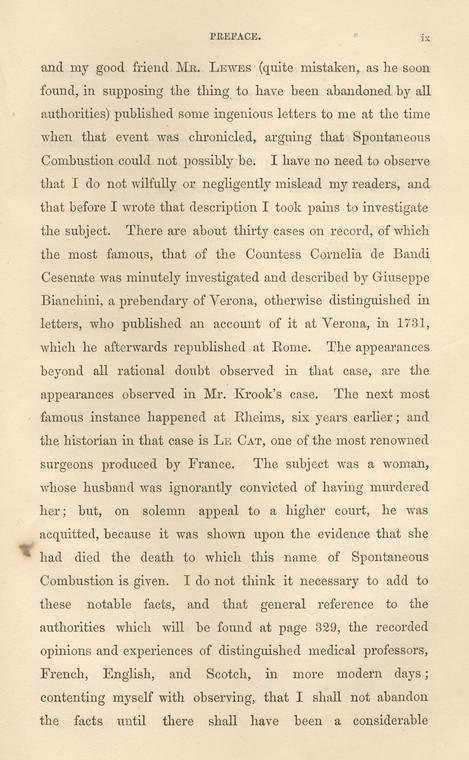 PREFACE. ix
and my good friend MR. LEWES (quite mistaken, as he soon
found, in supposing the thing to have been abandoned by all
authorities) published some ingenious letters to me at the time
when that event was chronicled, arguing that Spontaneous
Combustion could not possibly be. I have no need to observe
that I do not wilfully or negligently mislead my readers, and
that before I wrote that description I took pains to investigate
the subject. There are about thirty cases on record, of which
the most famous, that of the Countess Cornelia de Bandi
Cesenate was minutely investigated and described by Giuseppe
Bianchini, a prebendary of Verona, otherwise distinguished in
letters, who published an account of it at Verona, in 1731,
which he afterwards republished at Rome. The appearances
beyond all rational doubt observed in that case, are the
appearances observed in Mr. Krook's case. The next most
famous instance happened at Rheims, six years earlier; and
the historian in that case is LE CAT, one of the most renowned
surgeons produced by France. The subject was a woman,
whose husband was ignorantly convicted of having murdered
her; but, on solemn appeal to a higher court, he was
acquitted, because it was shown upon the evidence that she
had died the death to which this name of Spontaneous
Combustion is given. I do not think it necessary to add to
these notable facts, and that general reference to the
authorities which will be found at page 329, the recorded
opinions and experiences of distinguished medical professors,
French, English, and Scotch, in more modern days;
contenting myself with observing, that I shall not abandon
the facts until there shall have been a considerable